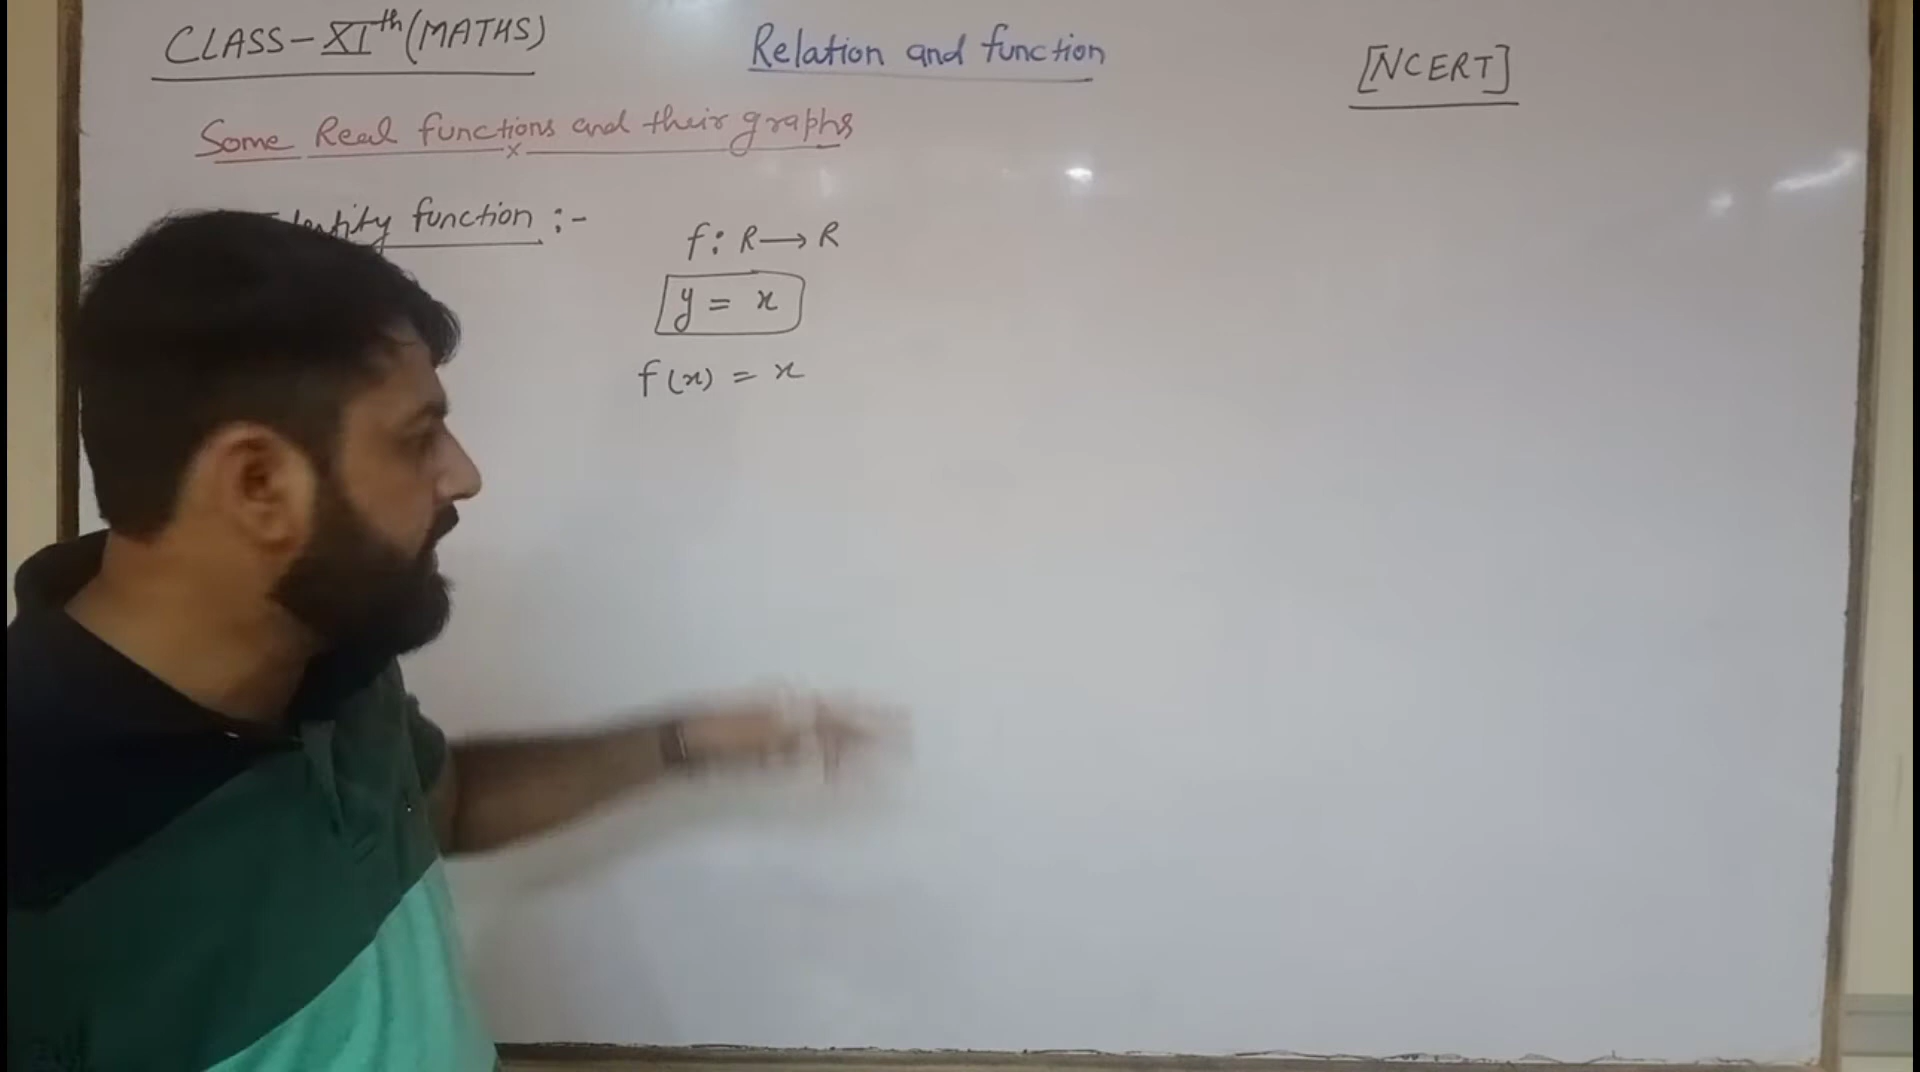 CLASS-XIth (MATHS)
Relation and function
[NCERT]
Some Real functions and their graphs
function :-
f: R → R
y = x
f(x) = x